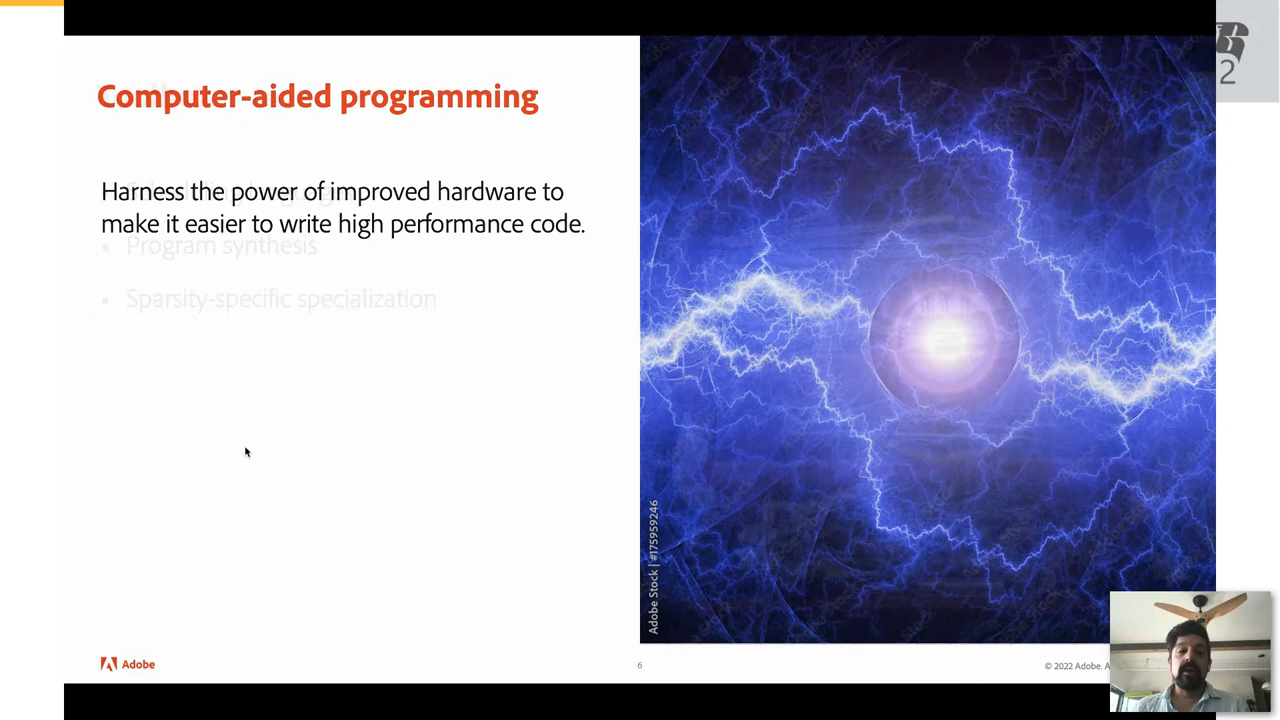 Computer-aided programming
Harness the power of improved hardware to
make it easier to write high performance code.
• Program synthesis
• Sparsity-specific specialization
Adobe Stock | #175959246
Adobe
6
© 2022 Adobe. A
2